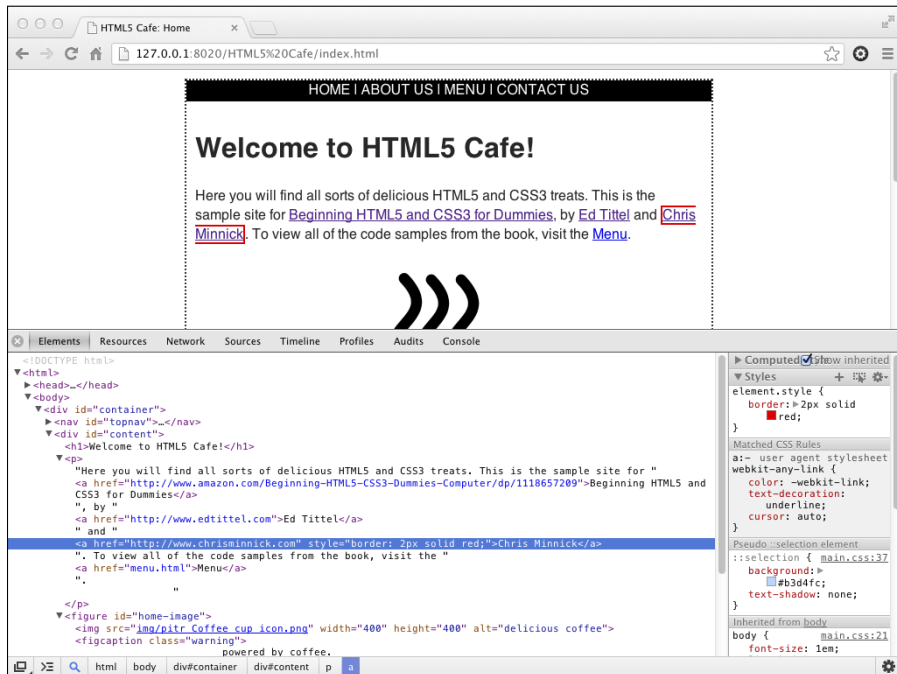 HTML5 Cafe: Home ×
127.0.0.1:8020/HTML5%20Cafe/index.html
HOME | ABOUT US | MENU | CONTACT US
Welcome to HTML5 Cafe!
Here you will find all sorts of delicious HTML5 and CSS3 treats. This is the
sample site for Beginning HTML5 and CSS3 for Dummies, by Ed Tittel and Chris
Minnick. To view all of the code samples from the book, visit the Menu.
Elements Resources Network Sources Timeline Profiles Audits Console
<!DOCTYPE html>
▼<html>
▶<head>…</head>
▼<body>
▼<div id="container">
▶<nav id="topnav">…</nav>
▼<div id="content">
<h1>Welcome to HTML5 Cafe!</h1>
▼<p>
"Here you will find all sorts of delicious HTML5 and CSS3 treats. This is the sample site for "
<a href="http://www.amazon.com/Beginning-HTML5-CSS3-Dummies-Computer/dp/1118657209">Beginning HTML5 and
CSS3 for Dummies</a>
", by "
<a href="http://www.edtittel.com">Ed Tittel</a>
" and "
<a href="http://www.chrisminnick.com" style="border: 2px solid red;">Chris Minnick</a>
". To view all of the code samples from the book, visit the "
<a href="menu.html">Menu</a>
".
"
</p>
▼<figure id="home-image">
<img src="img/pitr Coffee cup icon.png" width="400" height="400" alt="delicious coffee">
▼<figcaption class="warning">
powered by coffee.
▶ Computed Style Show inherited
▼ Styles
element.style {
border:▶2px solid
red;
}
Matched CSS Rules
a:- user agent stylesheet
webkit-any-link {
color: -webkit-link;
text-decoration:
underline;
cursor: auto;
}
Pseudo ::selection element
::selection { main.css:37
background:▶
#b3d4fc;
text-shadow: none;
}
Inherited from body
body { main.css:21
font-size: 1em;
html body div#container div#content p a